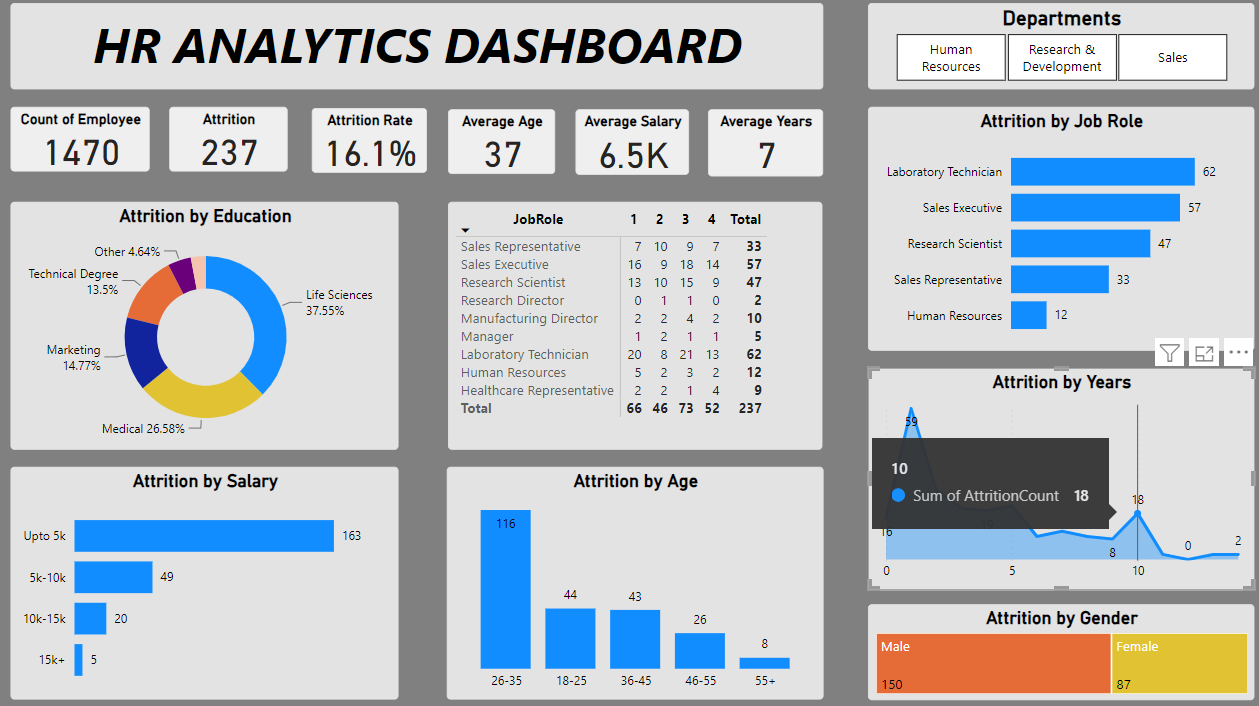 HR ANALYTICS DASHBOARD
Departments
Human
Resources
Research &
Development
Sales
Count of Employee
1470
Attrition
237
Attrition Rate
16.1%
Average Age
37
Average Salary
6.5K
Average Years
7
Attrition by Job Role
Laboratory Technician 62
Sales Executive 57
Research Scientist 47
Sales Representative 33
Human Resources 12
Attrition by Education
Other 4.64%
Technical Degree
13.5%
Life Sciences
37.55%
Marketing
14.77%
Medical 26.58%
JobRole 1 2 3 4 Total
Sales Representative 7 10 9 7 33
Sales Executive 16 9 18 14 57
Research Scientist 13 10 15 9 47
Research Director 0 1 1 0 2
Manufacturing Director 2 2 4 2 10
Manager 1 2 1 1 5
Laboratory Technician 20 8 21 13 62
Human Resources 5 2 3 2 12
Healthcare Representative 2 2 1 4 9
Total 66 46 73 52 237
Attrition by Years
59
10
Sum of AttritionCount 18
18
16
8
0
2
0 5 10
Attrition by Salary
Upto 5k 163
5k-10k 49
10k-15k 20
15k+ 5
Attrition by Age
116
44
43
26
8
26-35 18-25 36-45 46-55 55+
Attrition by Gender
Male
150
Female
87